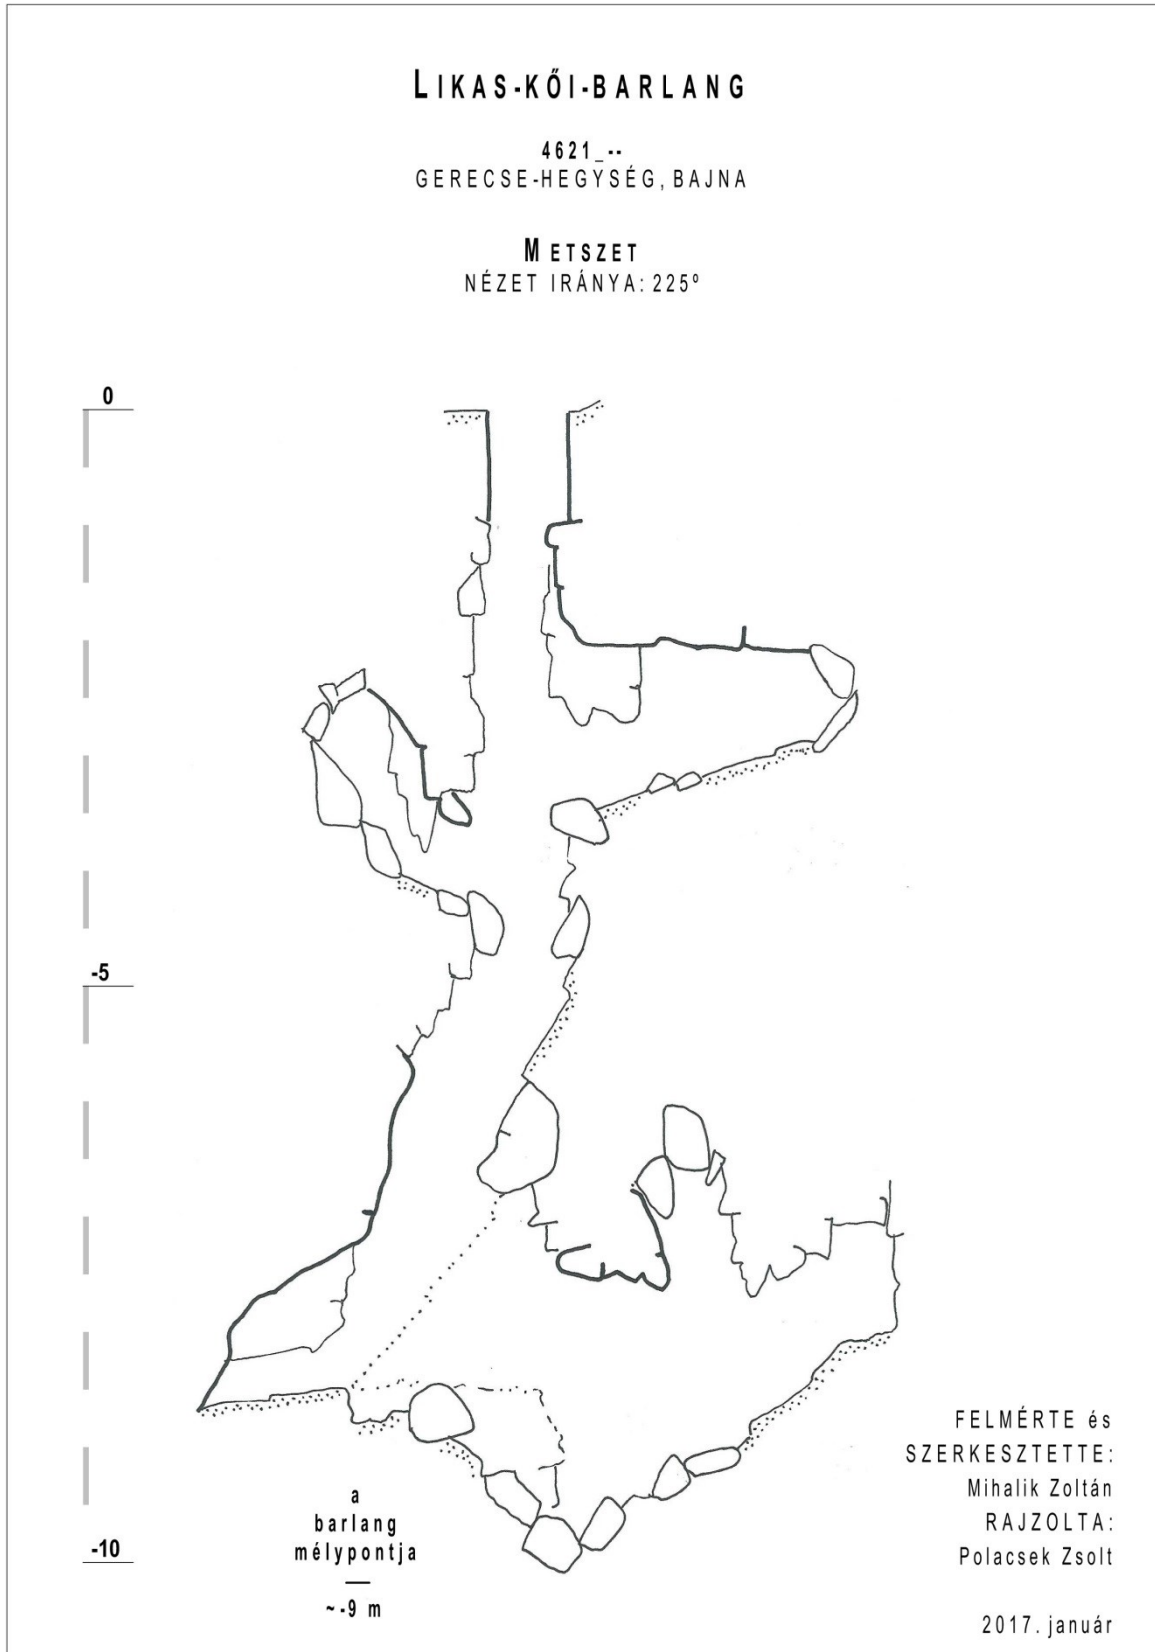 LIKAS-KŐI-BARLANG
4621_--
GERECSE-HEGYSÉG, BAJNA
METSZET
NÉZET IRÁNYA: 225º
0
-5
-10
a
barlang
mélypontja
—
~-9 m
FELMÉRTE és
SZERKESZTETTE:
Mihalik Zoltán
RAJZOLTA:
Polacsek Zsolt
2017. január